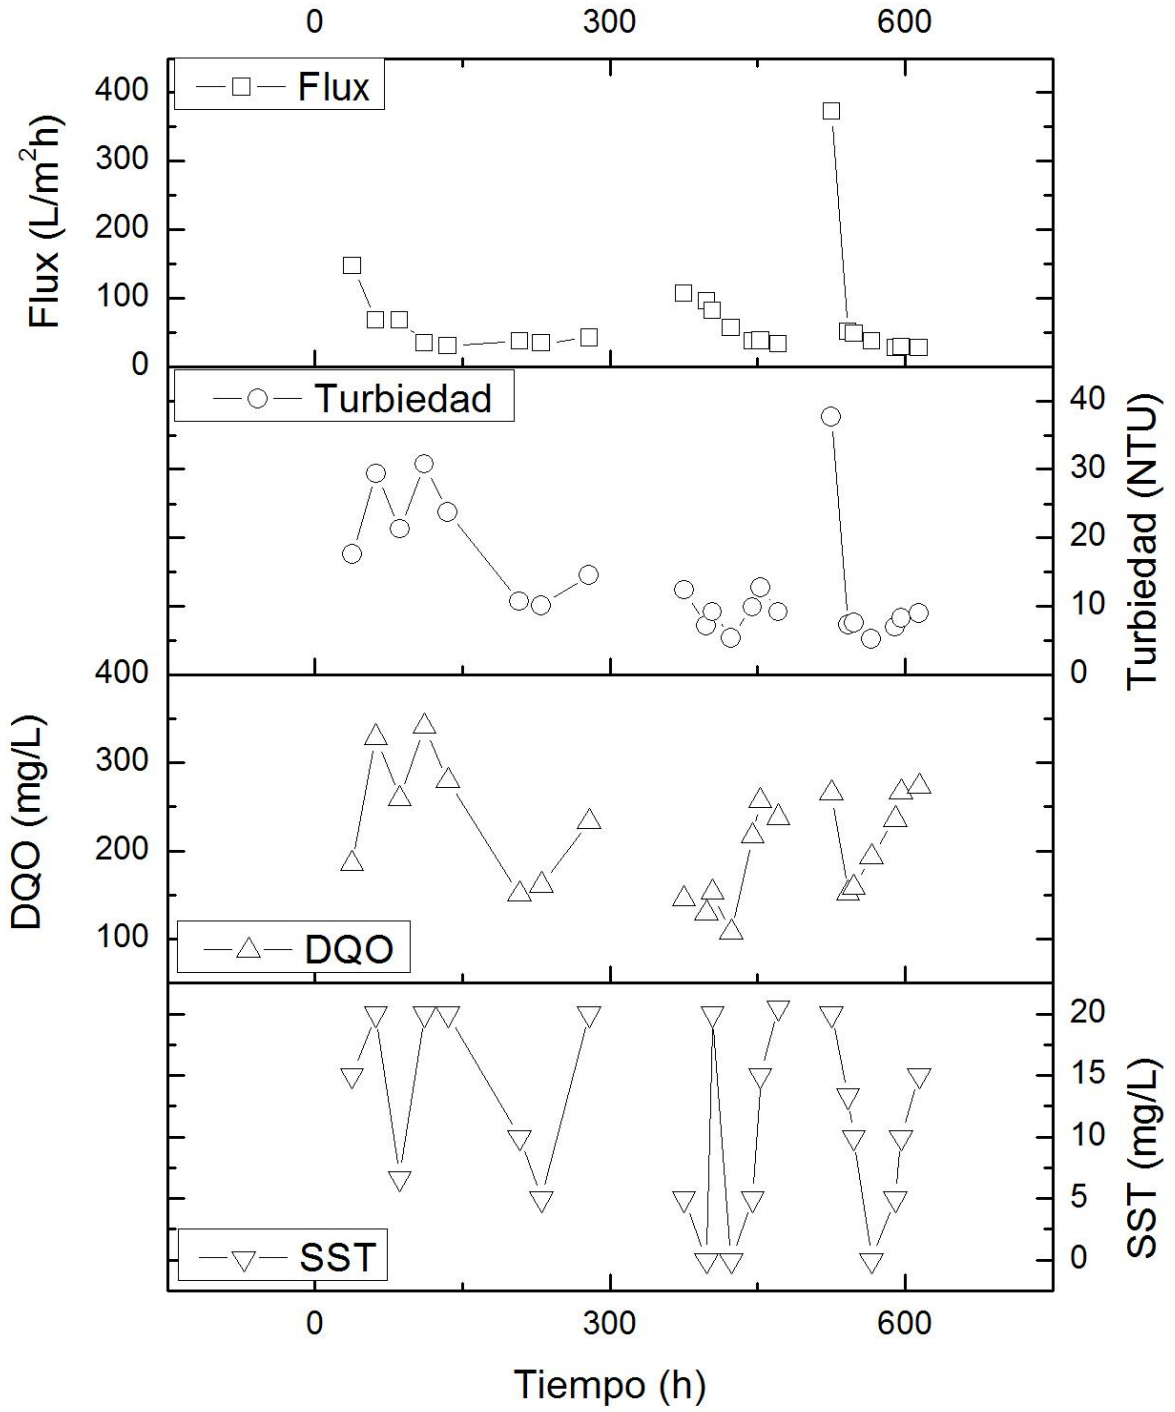 0 300 600
Flux
Flux (L/m²h)
400
300
200
100
0
Turbiedad
Turbiedad (NTU)
40
30
20
10
0
DQO (mg/L)
400
300
200
100
DQO
SST
SST (mg/L)
20
15
10
5
0
0 300 600
Tiempo (h)